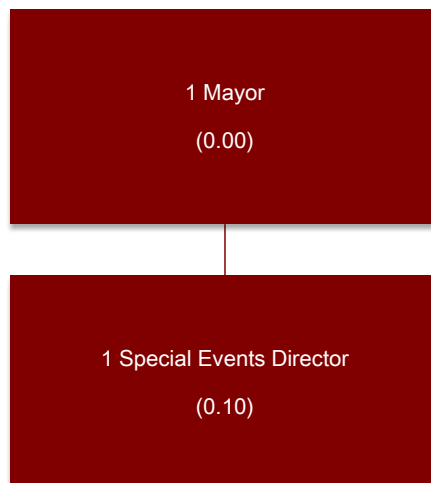 1 Mayor
(0.00)
1 Special Events Director
(0.10)